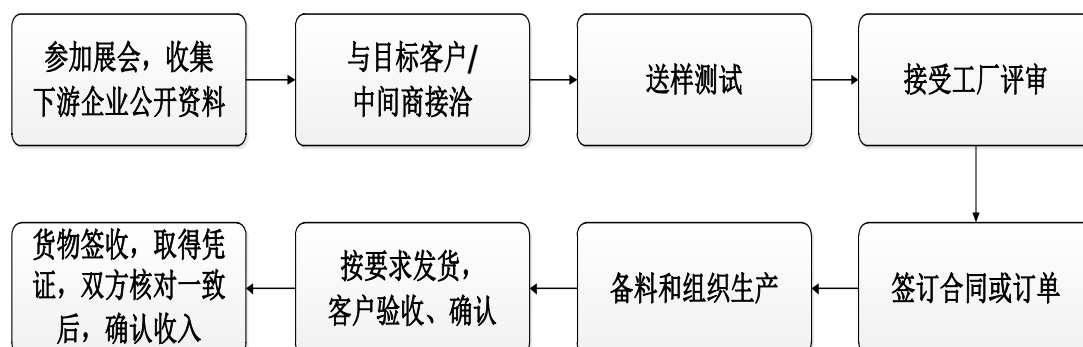 参加展会，收集
下游企业公开资料
与目标客户/
中间商接洽
送样测试
接受工厂评审
签订合同或订单
备料和组织生产
按要求发货，
客户验收、确认
货物签收，取得凭
证，双方核对一致
后，确认收入